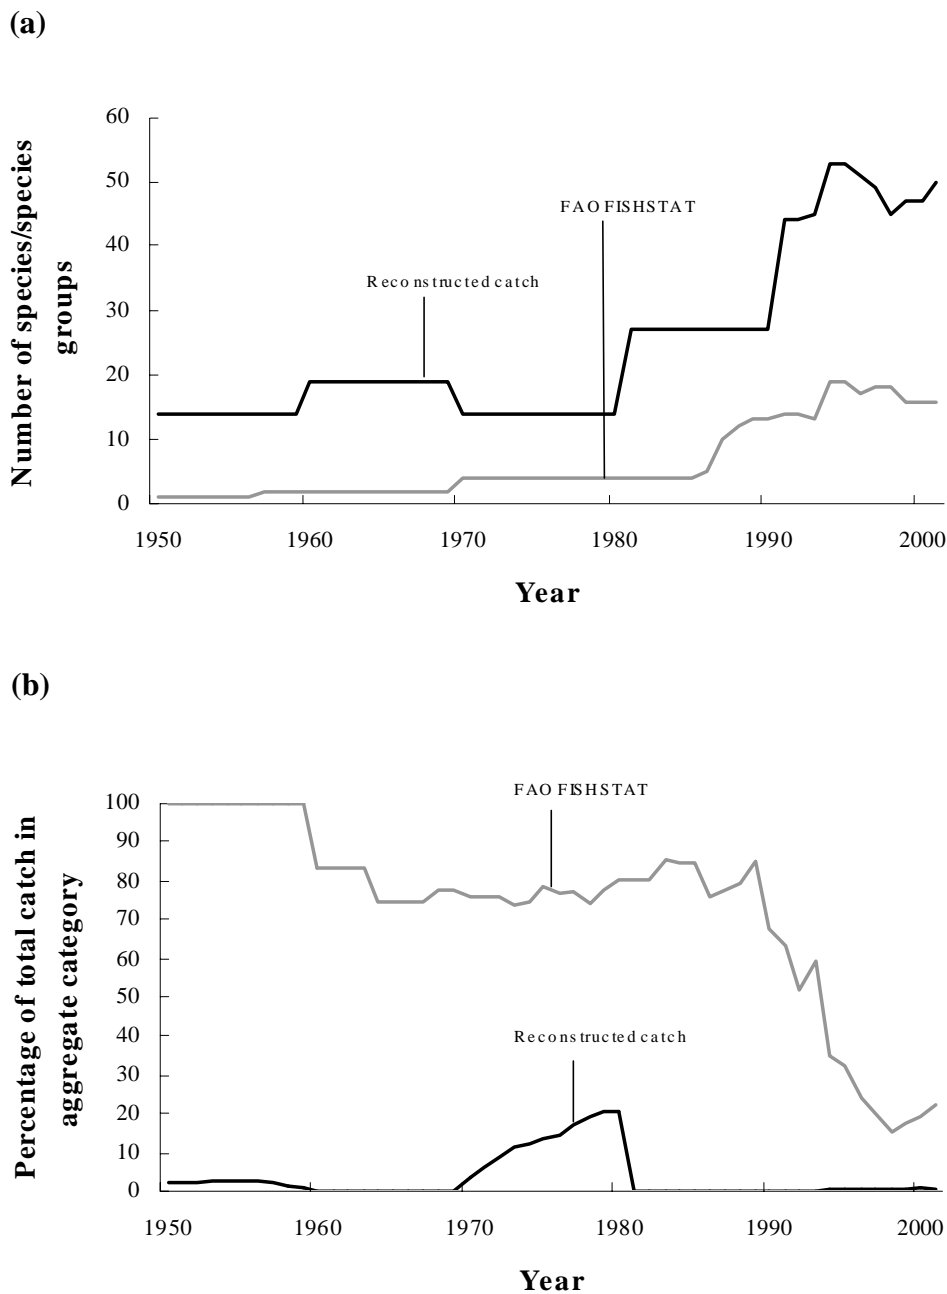 (a)
60
50
40
30
20
10
0
Number of species/species
groups
FAO FISHSTAT
Reconstructed catch
1950 1960 1970 1980 1990 2000
Year
(b)
100
90
80
70
60
50
40
30
20
10
0
Percentage of total catch in
aggregate category
FAO FISHSTAT
Reconstructed catch
1950 1960 1970 1980 1990 2000
Year